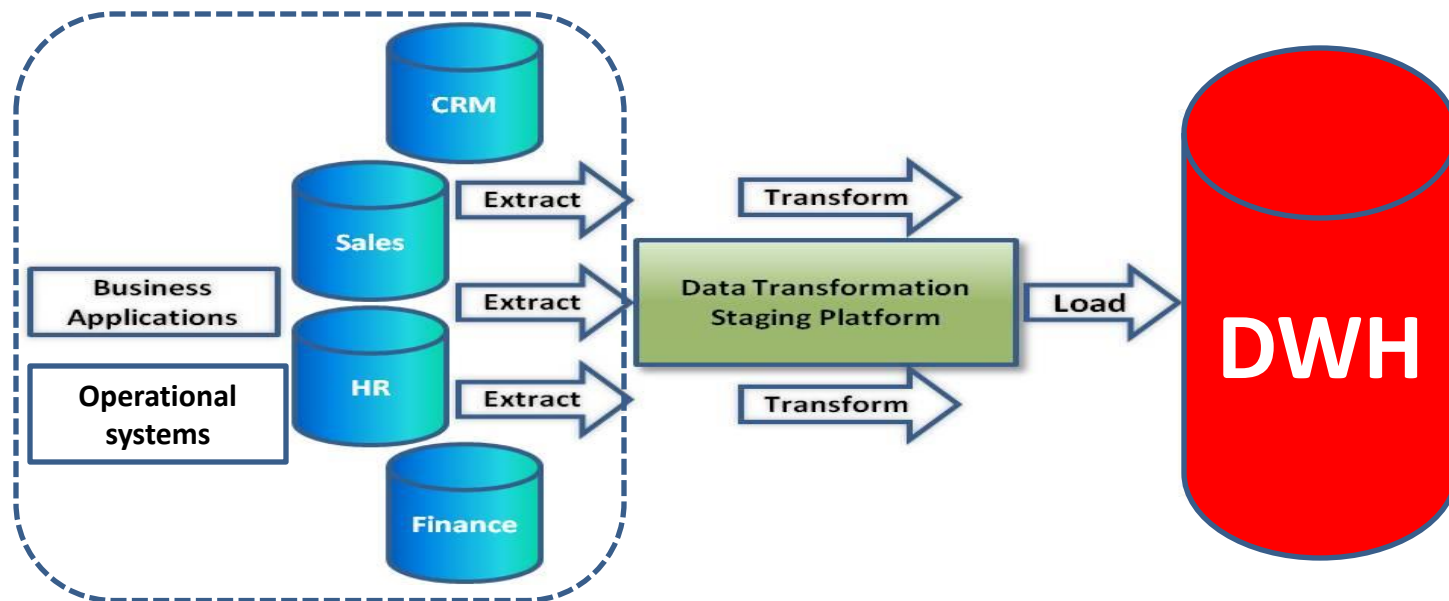 CRM
Sales
HR
Finance
Business
Applications
Operational
systems
Extract
Extract
Extract
Transform
Data Transformation
Staging Platform
Transform
Load
DWH